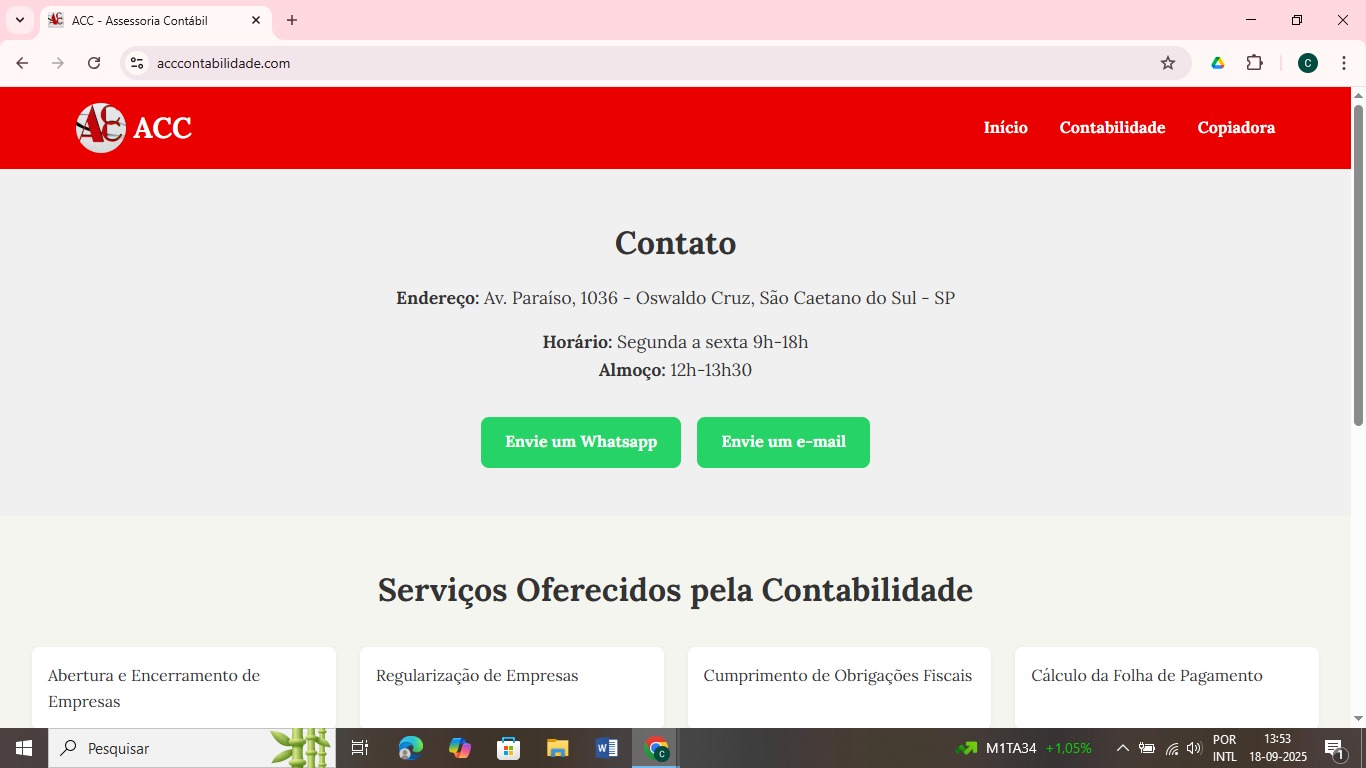 ACC - Assessoria Contábil
acccontabilidade.com
C
AC ACC
Início Contabilidade Copiadora
Contato
Endereço: Av. Paraíso, 1036 - Oswaldo Cruz, São Caetano do Sul - SP
Horário: Segunda a sexta 9h-18h
Almoço: 12h-13h30
Envie um Whatsapp Envie um e-mail
Serviços Oferecidos pela Contabilidade
Abertura e Encerramento de
Empresas
Regularização de Empresas
Cumprimento de Obrigações Fiscais
Cálculo da Folha de Pagamento
Pesquisar
W
C
M1TA34 +1,05%
POR
INTL
13:53
18-09-2025
1